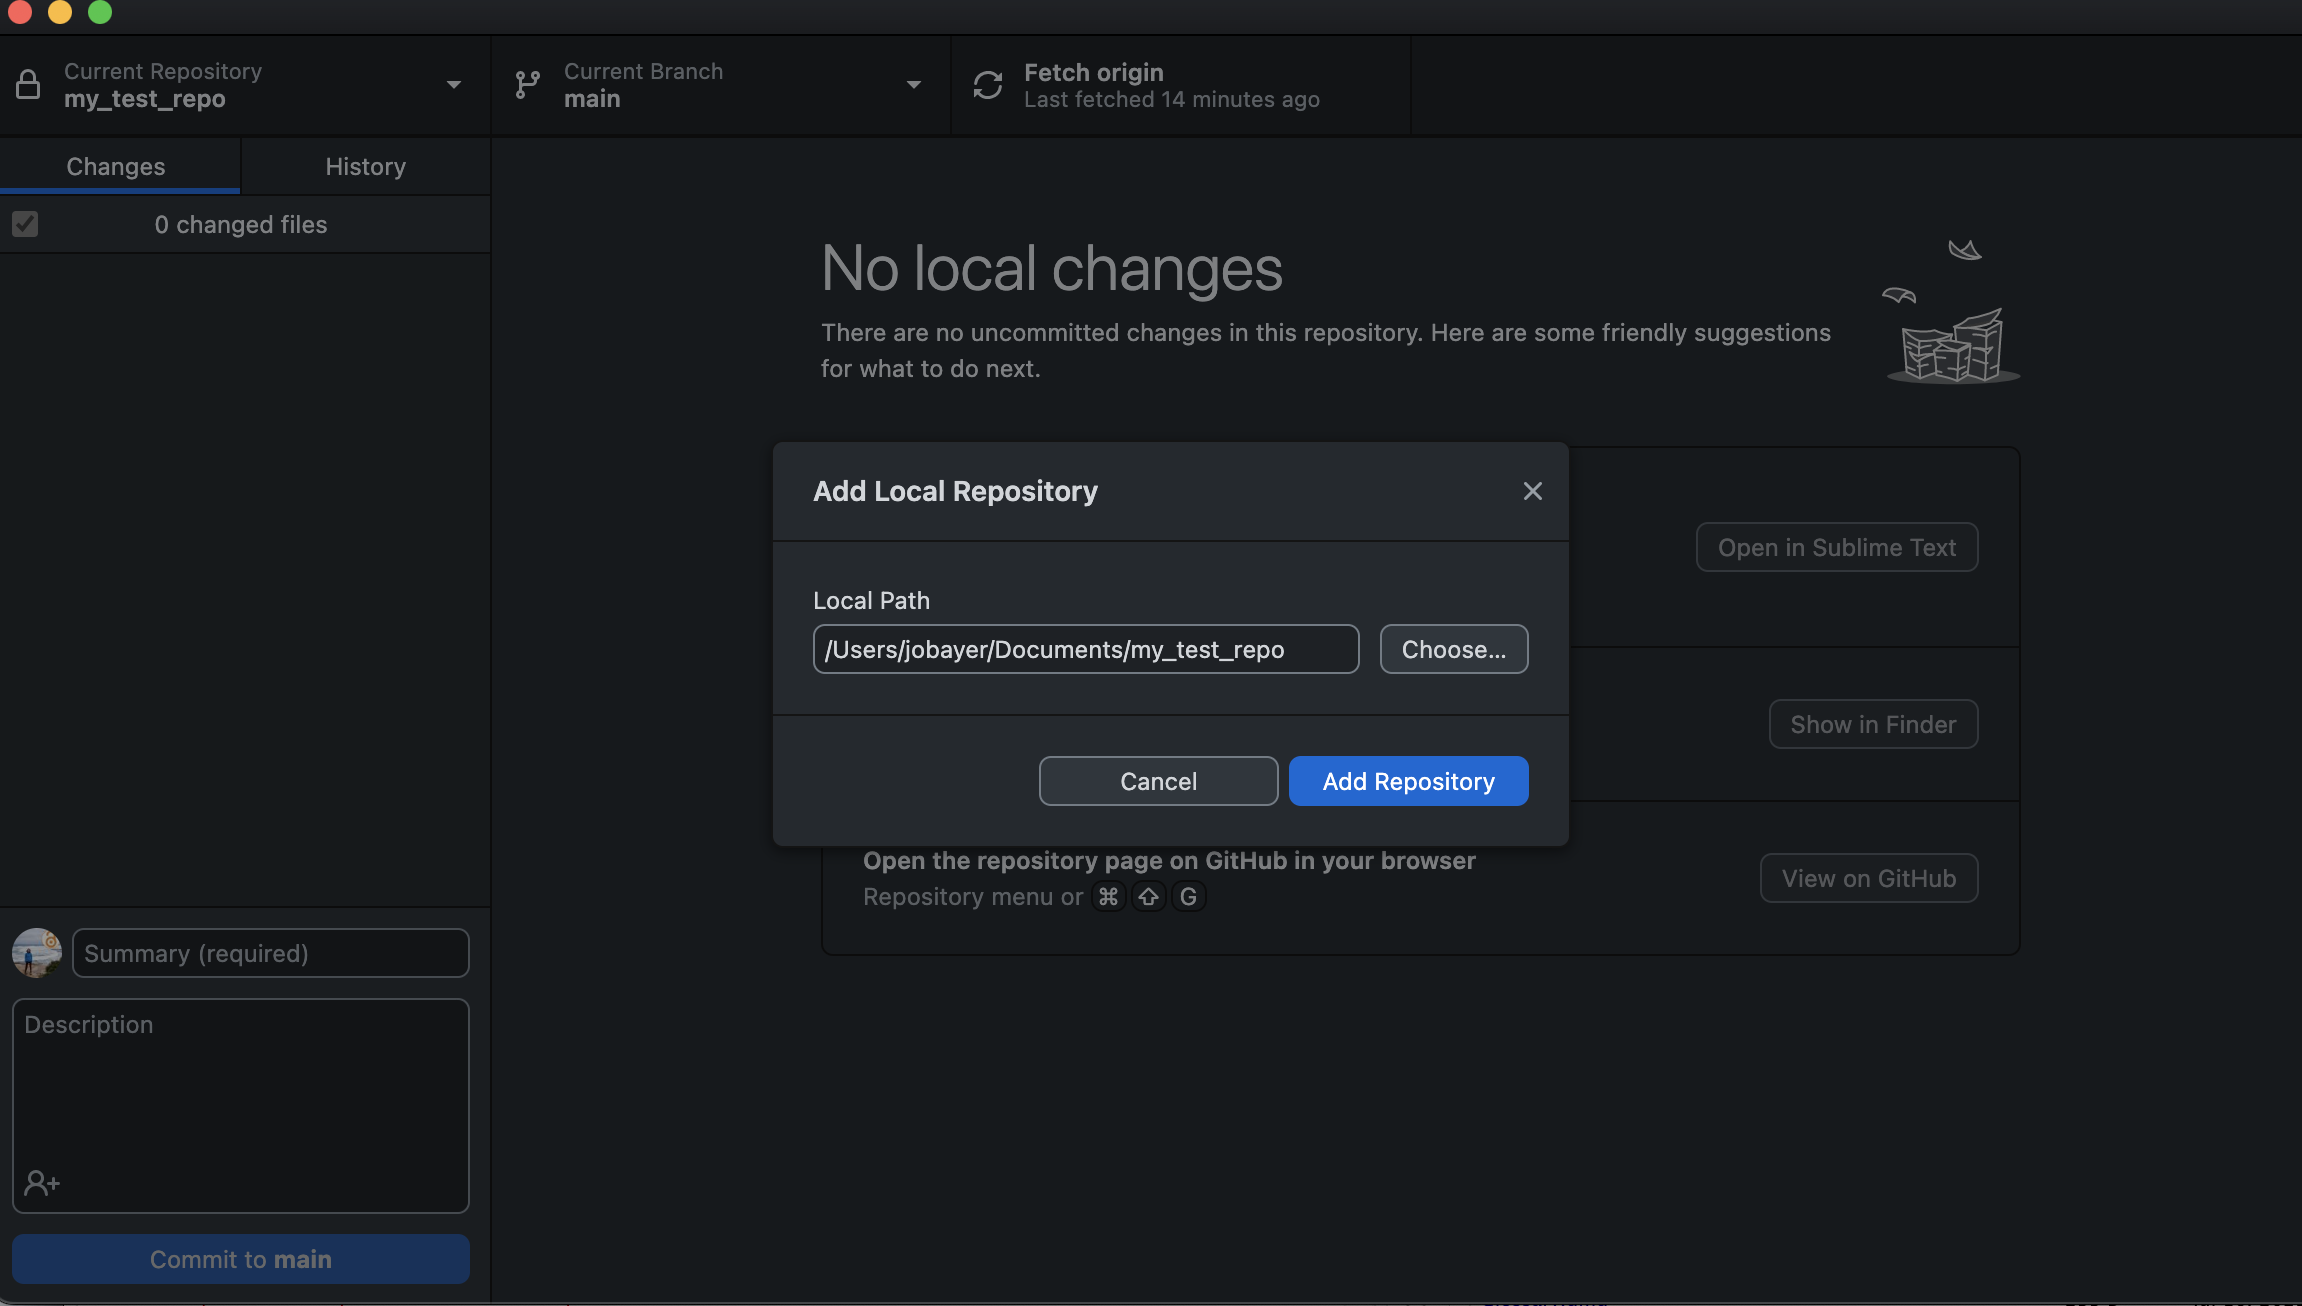 Current Repository
my_test_repo
Current Branch
main
Fetch origin
Last fetched 14 minutes ago
Changes
History
0 changed files
No local changes
There are no uncommitted changes in this repository. Here are some friendly suggestions
for what to do next.
Add Local Repository
Open in Sublime Text
Local Path
/Users/jobayer/Documents/my_test_repo
Choose...
Show in Finder
Cancel
Add Repository
Open the repository page on GitHub in your browser
Repository menu or ⌘ ⇧ G
View on GitHub
Summary (required)
Description
Commit to main